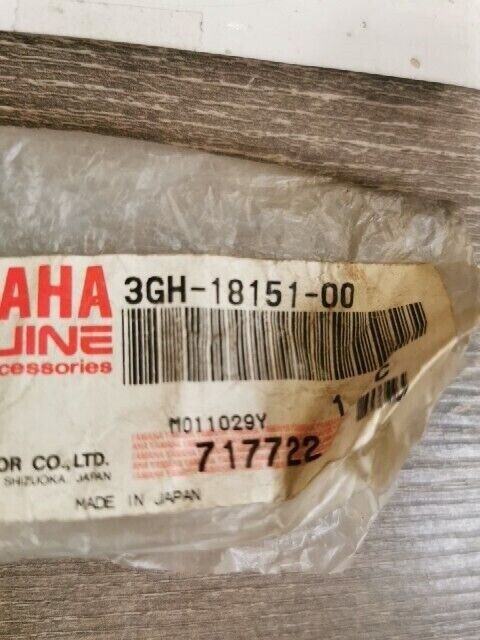 AHA 3GH-18151-00
UINE
ccessories
C
1
M011029Y
717722
OR CO.,LTD.
SHIZUOKA, JAPAN
MADE IN JAPAN